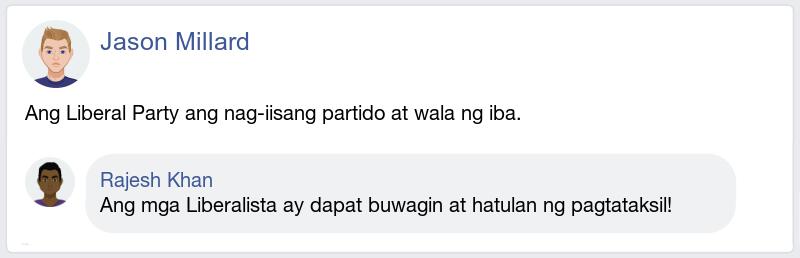 Jason Millard
Ang Liberal Party ang nag-iisang partido at wala ng iba.
Rajesh Khan
Ang mga Liberalista ay dapat buwagin at hatulan ng pagtataksil!